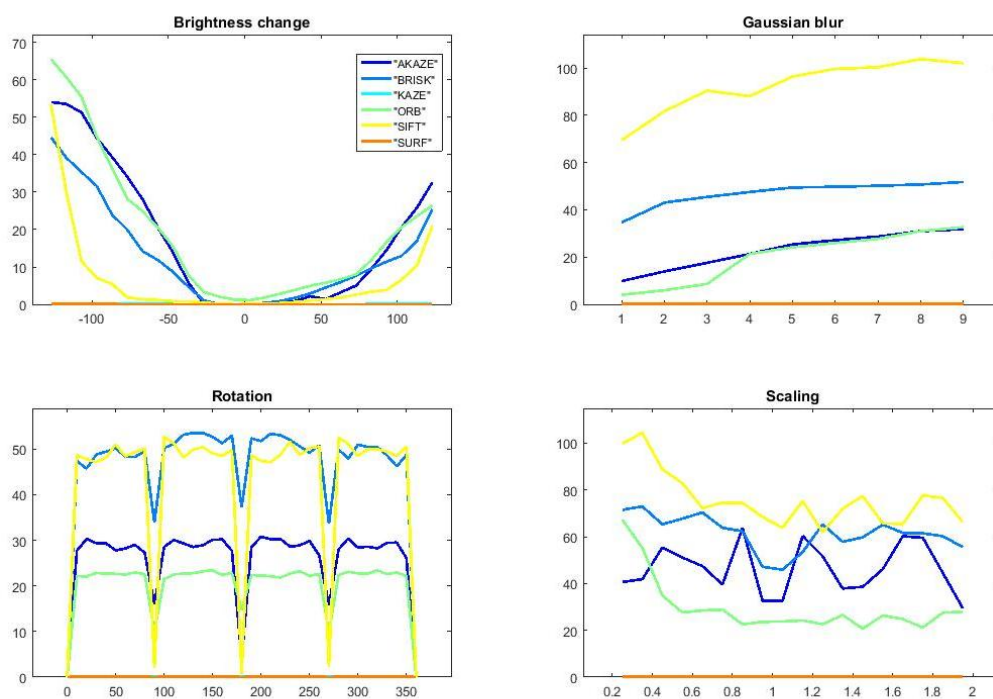 Brightness change
70
60
50
40
30
20
10
0
-100 -50 0 50 100
"AKAZE"
"BRISK"
"KAZE"
"ORB"
"SIFT"
"SURF"
Gaussian blur
100
80
60
40
20
0
1 2 3 4 5 6 7 8 9
Rotation
50
40
30
20
10
0
0 50 100 150 200 250 300 350
Scaling
100
80
60
40
20
0
0.2 0.4 0.6 0.8 1 1.2 1.4 1.6 1.8 2